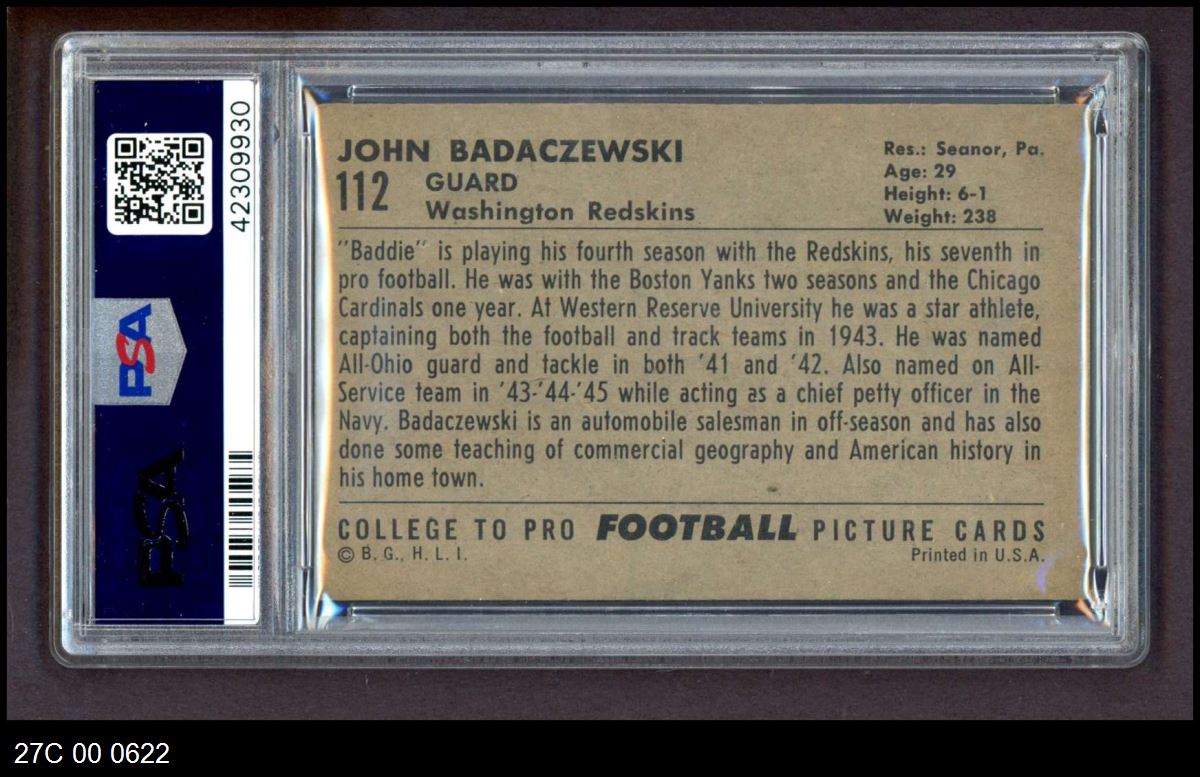 42309930
PSA
PSA
JOHN BADACZEWSKI
112 GUARD
Washington Redskins
Res.: Seanor, Pa.
Age: 29
Height: 6-1
Weight: 238
"Baddie" is playing his fourth season with the Redskins, his seventh in
pro football. He was with the Boston Yanks two seasons and the Chicago
Cardinals one year. At Western Reserve University he was a star athlete,
captaining both the football and track teams in 1943. He was named
All-Ohio guard and tackle in both '41 and '42. Also named on All-
Service team in '43-'44-'45 while acting as a chief petty officer in the
Navy. Badaczewski is an automobile salesman in off-season and has also
done some teaching of commercial geography and American history in
his home town.
COLLEGE TO PRO FOOTBALL PICTURE CARDS
© B. G., H. L. I. Printed in U.S.A.
27C 00 0622